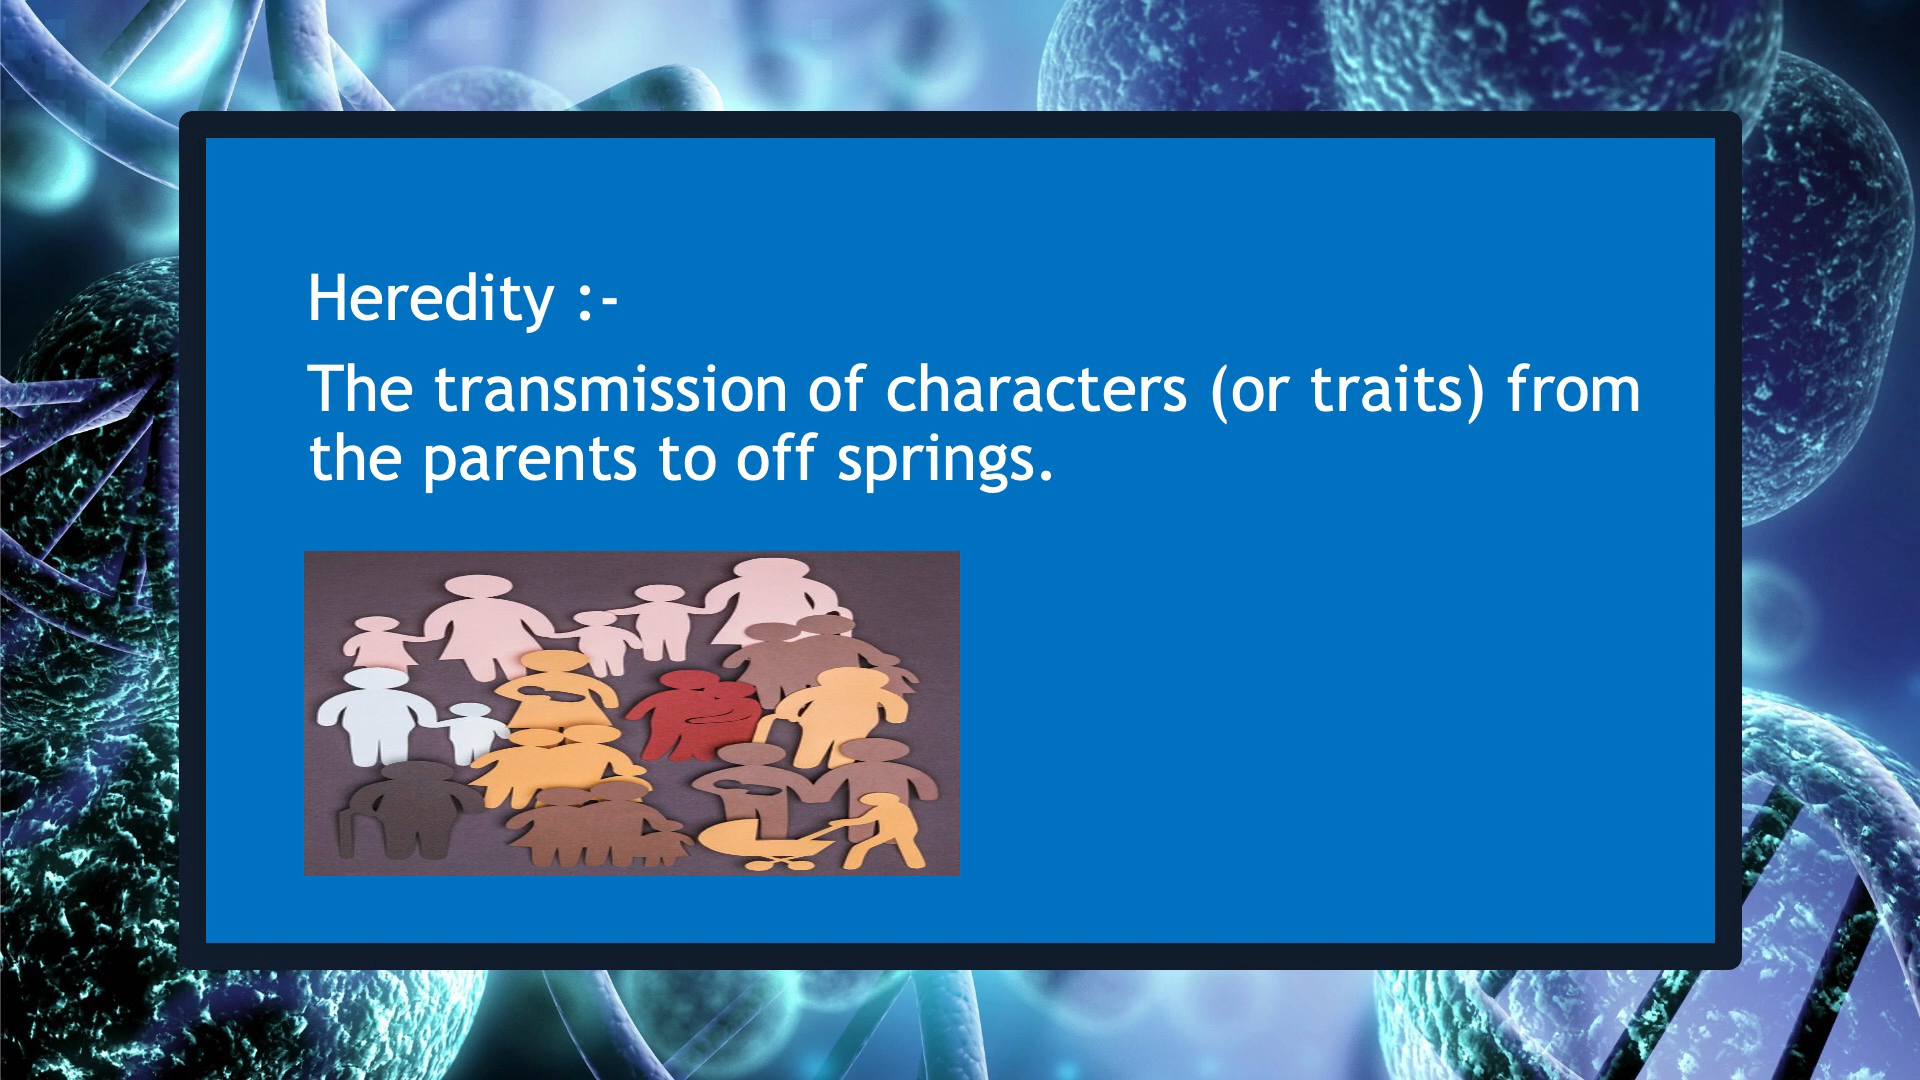 Heredity :-
The transmission of characters (or traits) from
the parents to off springs.